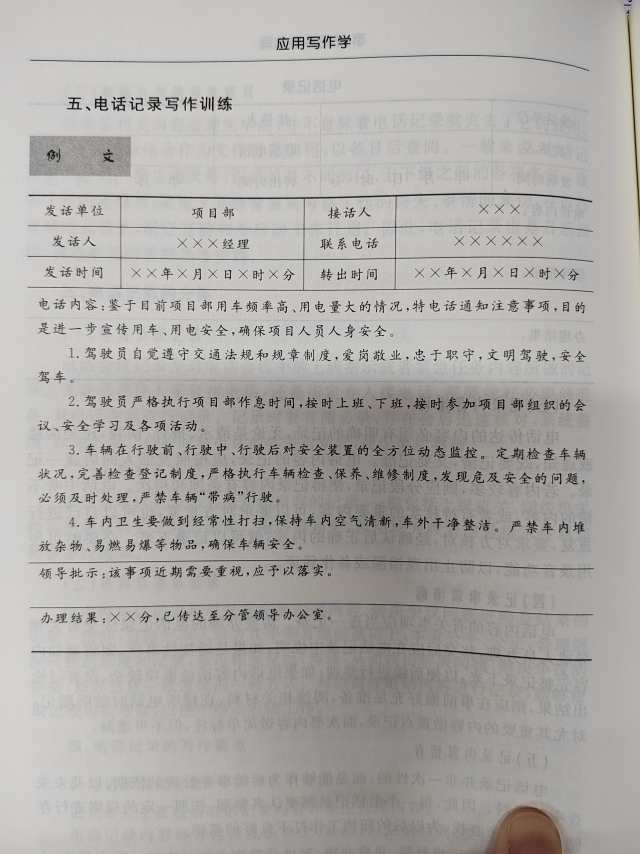 应用写作学
五、电话记录写作训练
例 文
发话单位 项目部 接话人 ×××
发话人 ×××经理 联系电话 ××××××
发话时间 ××年×月×日×时×分 转出时间 ××年×月×日×时×分
电话内容:鉴于目前项目部用车频率高、用电量大的情况,特电话通知注意事项,目的
是进一步宣传用车、用电安全,确保项目人员人身安全。
1. 驾驶员自觉遵守交通法规和规章制度,爱岗敬业,忠于职守,文明驾驶,安全
驾车。
2. 驾驶员严格执行项目部作息时间,按时上班、下班,按时参加项目部组织的会
议、安全学习及各项活动。
3. 车辆在行驶前、行驶中、行驶后对安全装置的全方位动态监控。定期检查车辆
状况,完善检查登记制度,严格执行车辆检查、保养、维修制度,发现危及安全的问题,
必须及时处理,严禁车辆“带病”行驶。
4. 车内卫生要做到经常性打扫,保持车内空气清新,车外干净整洁。严禁车内堆
放杂物、易燃易爆等物品,确保车辆安全。
领导批示:该事项近期需要重视,应予以落实。
办理结果:××分,已传达至分管领导办公室。